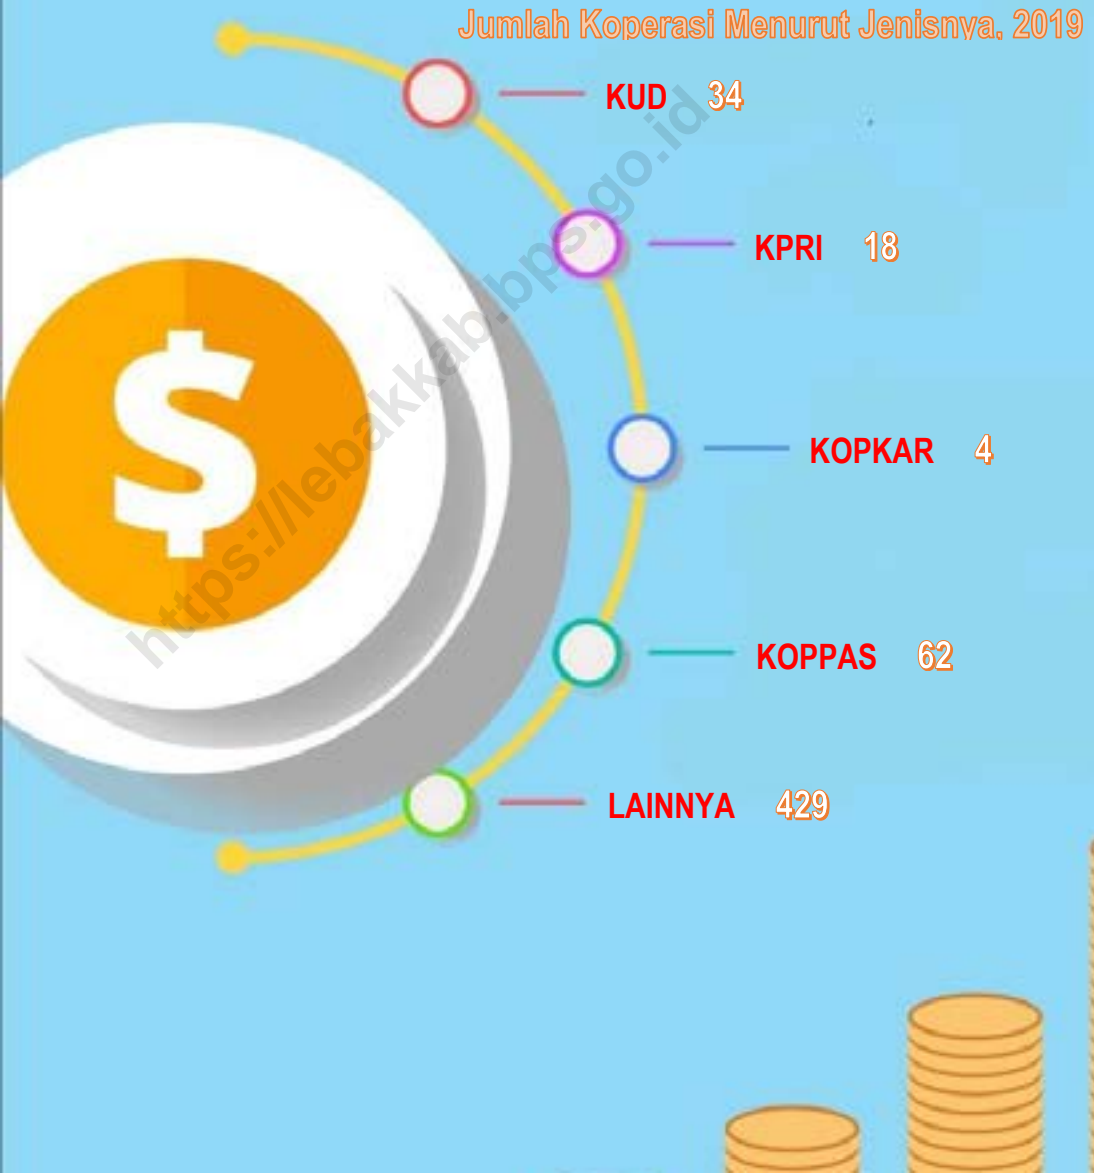 Jumlah Koperasi Menurut Jenisnya, 2019
KUD 34
KPRI 18
KOPKAR 4
KOPPAS 62
LAINNYA 429
$
https://lebakkab.bps.go.id